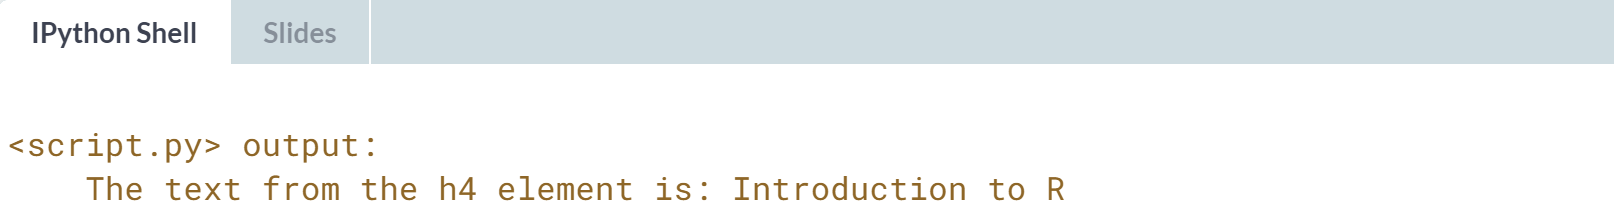 IPython Shell Slides
<script.py> output:
The text from the h4 element is: Introduction to R